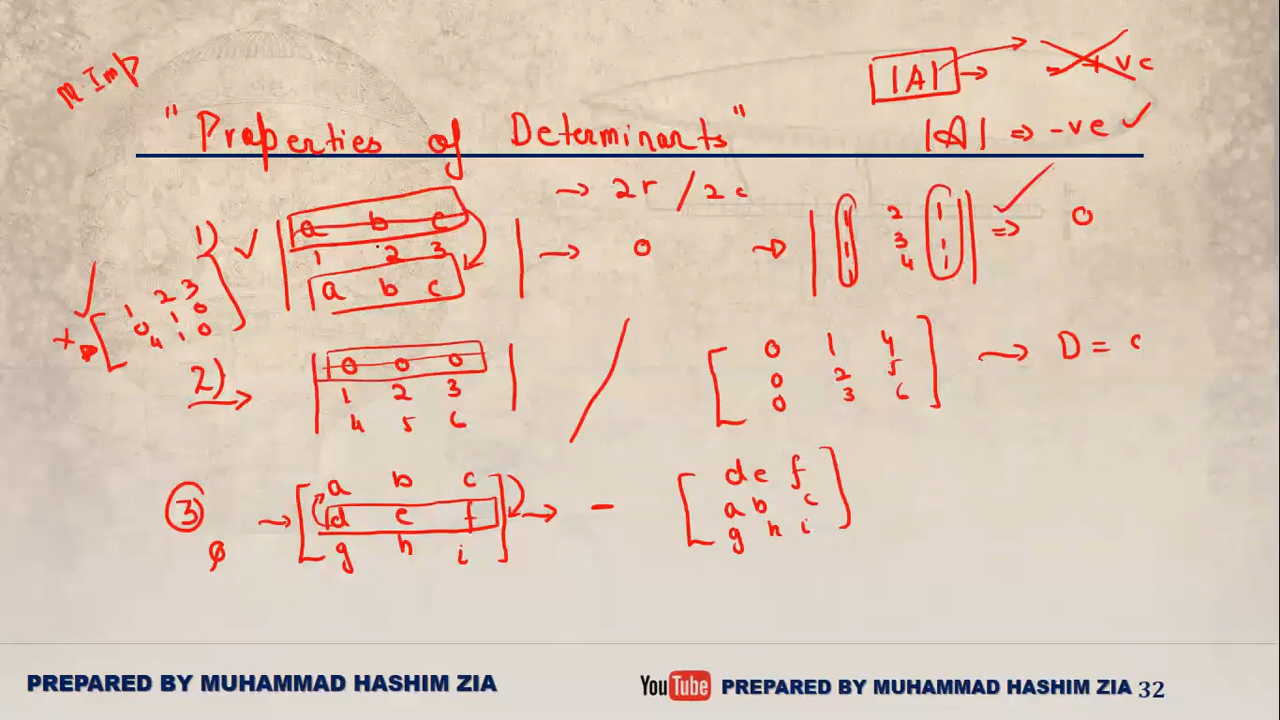 M. Imp
|A| → - + ve
" Properties of Determinants "
|A| ⇒ -ve ✓
→ 2r / 2c
1) ✓ | a b c | → 0 → | 1 2 1 | ⇒ 0
| 1 2 3 | | 1 3 1 |
| a b c | | 1 4 1 |
1 2 3
0 1 0
4 1 0
2) → | 0 0 0 | / [ 0 1 4 ] → D = 0
| 1 2 3 | [ 0 2 5 ]
| 4 5 6 | [ 0 3 6 ]
3 → [ a b c ] → - [ d e f ]
[ d e f ] [ a b c ]
[ g h i ] [ g h i ]
PREPARED BY MUHAMMAD HASHIM ZIA
YouTube PREPARED BY MUHAMMAD HASHIM ZIA 32